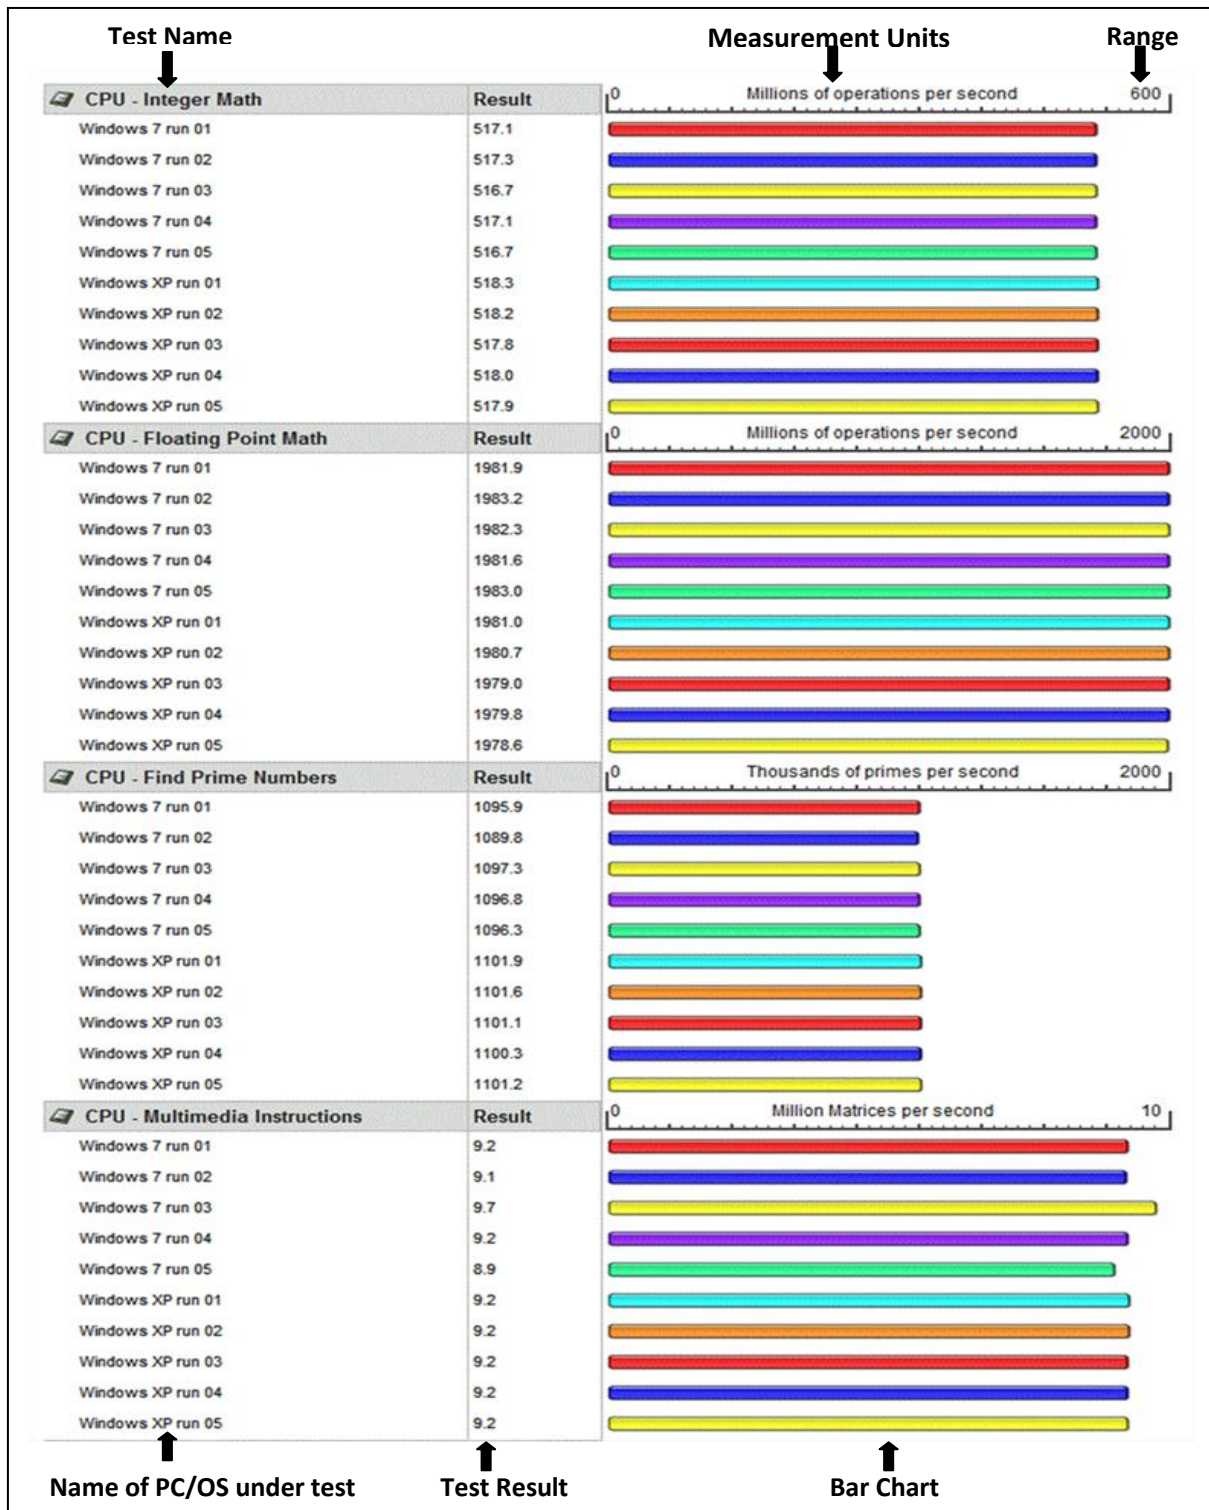 Test Name Measurement Units Range
CPU - Integer Math Result 0 Millions of operations per second 600
Windows 7 run 01 517.1
Windows 7 run 02 517.3
Windows 7 run 03 516.7
Windows 7 run 04 517.1
Windows 7 run 05 516.7
Windows XP run 01 518.3
Windows XP run 02 518.2
Windows XP run 03 517.8
Windows XP run 04 518.0
Windows XP run 05 517.9
CPU - Floating Point Math Result 0 Millions of operations per second 2000
Windows 7 run 01 1981.9
Windows 7 run 02 1983.2
Windows 7 run 03 1982.3
Windows 7 run 04 1981.6
Windows 7 run 05 1983.0
Windows XP run 01 1981.0
Windows XP run 02 1980.7
Windows XP run 03 1979.0
Windows XP run 04 1979.8
Windows XP run 05 1978.6
CPU - Find Prime Numbers Result 0 Thousands of primes per second 2000
Windows 7 run 01 1095.9
Windows 7 run 02 1089.8
Windows 7 run 03 1097.3
Windows 7 run 04 1096.8
Windows 7 run 05 1096.3
Windows XP run 01 1101.9
Windows XP run 02 1101.6
Windows XP run 03 1101.1
Windows XP run 04 1100.3
Windows XP run 05 1101.2
CPU - Multimedia Instructions Result 0 Million Matrices per second 10
Windows 7 run 01 9.2
Windows 7 run 02 9.1
Windows 7 run 03 9.7
Windows 7 run 04 9.2
Windows 7 run 05 8.9
Windows XP run 01 9.2
Windows XP run 02 9.2
Windows XP run 03 9.2
Windows XP run 04 9.2
Windows XP run 05 9.2
Name of PC/OS under test Test Result Bar Chart